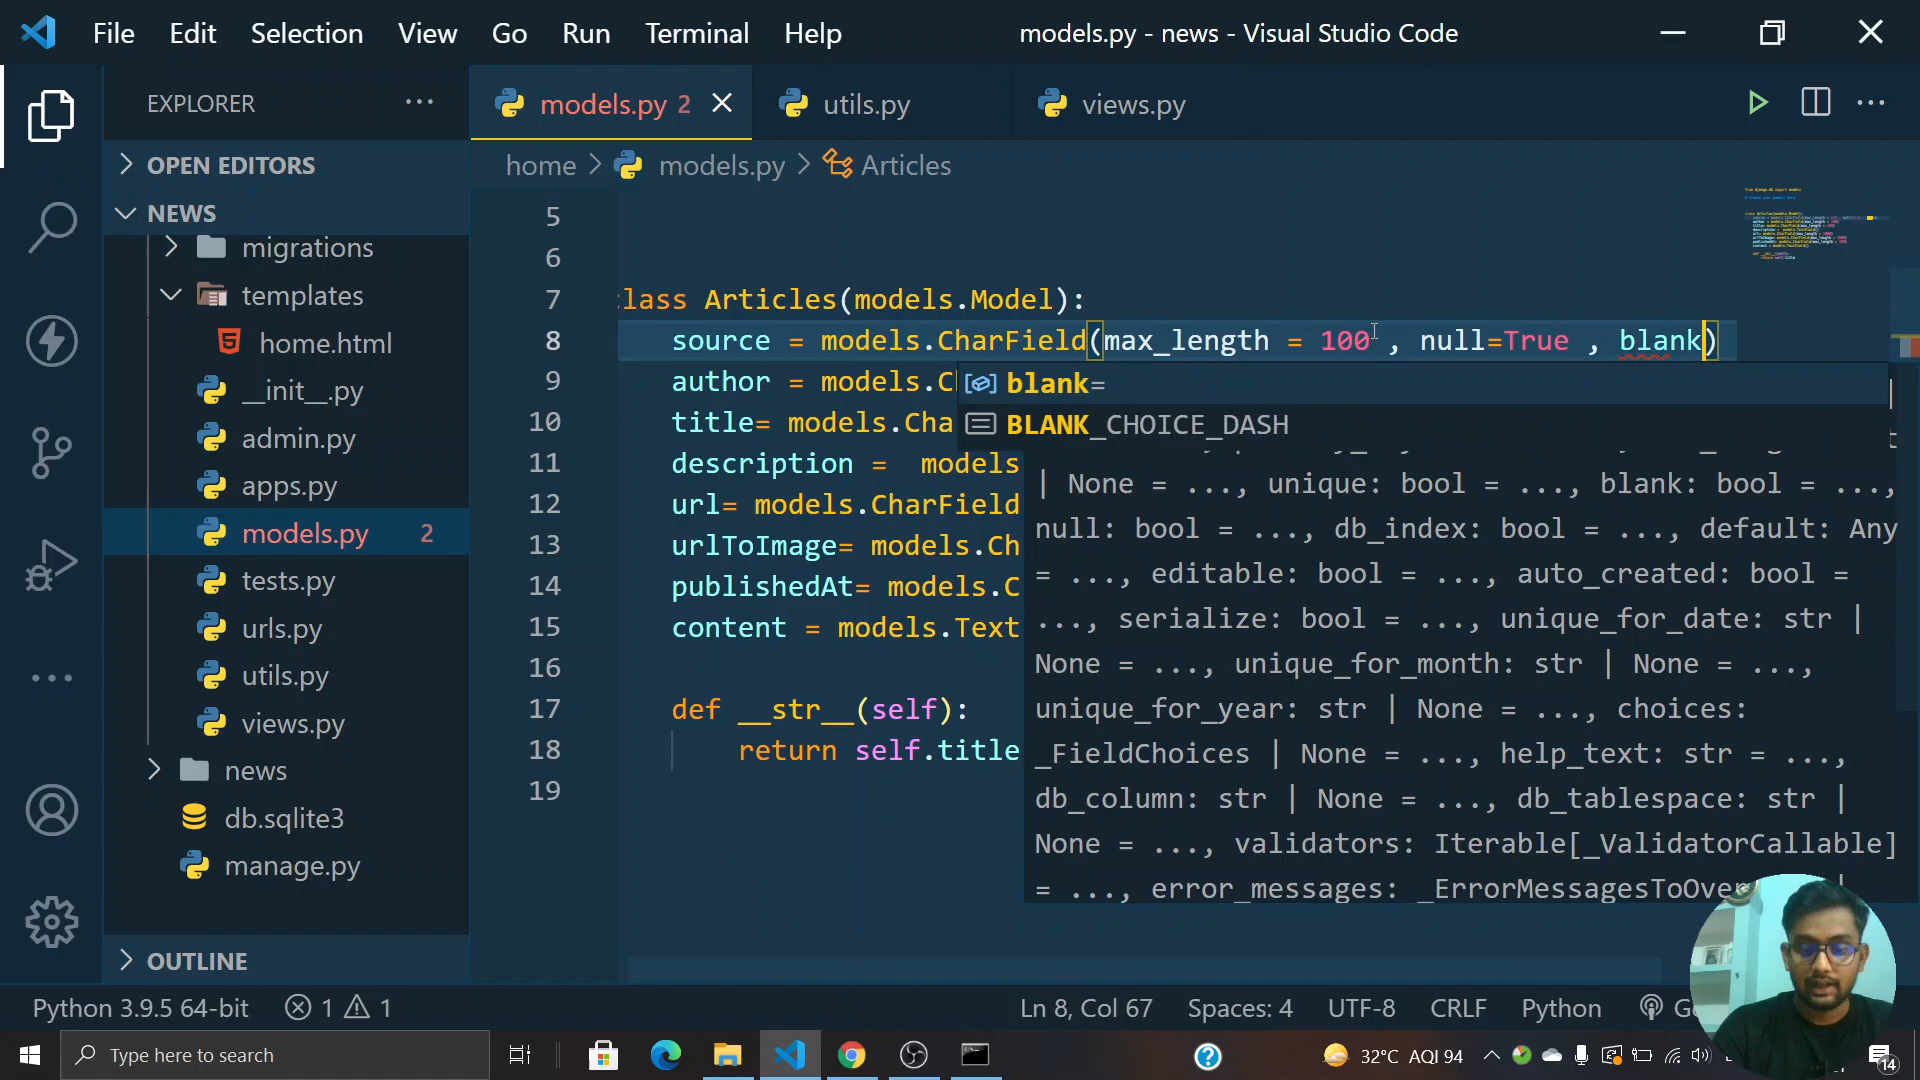 File Edit Selection View Go Run Terminal Help models.py - news - Visual Studio Code
EXPLORER ···
models.py 2
utils.py
views.py
OPEN EDITORS
home > models.py > Articles
NEWS
migrations
templates
home.html
__init__.py
admin.py
apps.py
models.py 2
tests.py
urls.py
utils.py
views.py
news
db.sqlite3
manage.py
OUTLINE
5
6
7 lass Articles(models.Model):
8 source = models.CharField(max_length = 100 , null=True , blank)
9 author = models.C
10 title= models.Cha
11 description = models
12 url= models.CharField
13 urlToImage= models.Ch
14 publishedAt= models.C
15 content = models.Text
16
17 def __str__(self):
18 return self.title
19
blank=
BLANK_CHOICE_DASH
| None = ..., unique: bool = ..., blank: bool = ...,
null: bool = ..., db_index: bool = ..., default: Any
= ..., editable: bool = ..., auto_created: bool =
..., serialize: bool = ..., unique_for_date: str |
None = ..., unique_for_month: str | None = ...,
unique_for_year: str | None = ..., choices:
_FieldChoices | None = ..., help_text: str = ...,
db_column: str | None = ..., db_tablespace: str |
None = ..., validators: Iterable[_ValidatorCallable]
= ..., error_messages: _ErrorMessagesToOver
Python 3.9.5 64-bit 1 1 Ln 8, Col 67 Spaces: 4 UTF-8 CRLF Python
Type here to search
32°C AQI 94
14